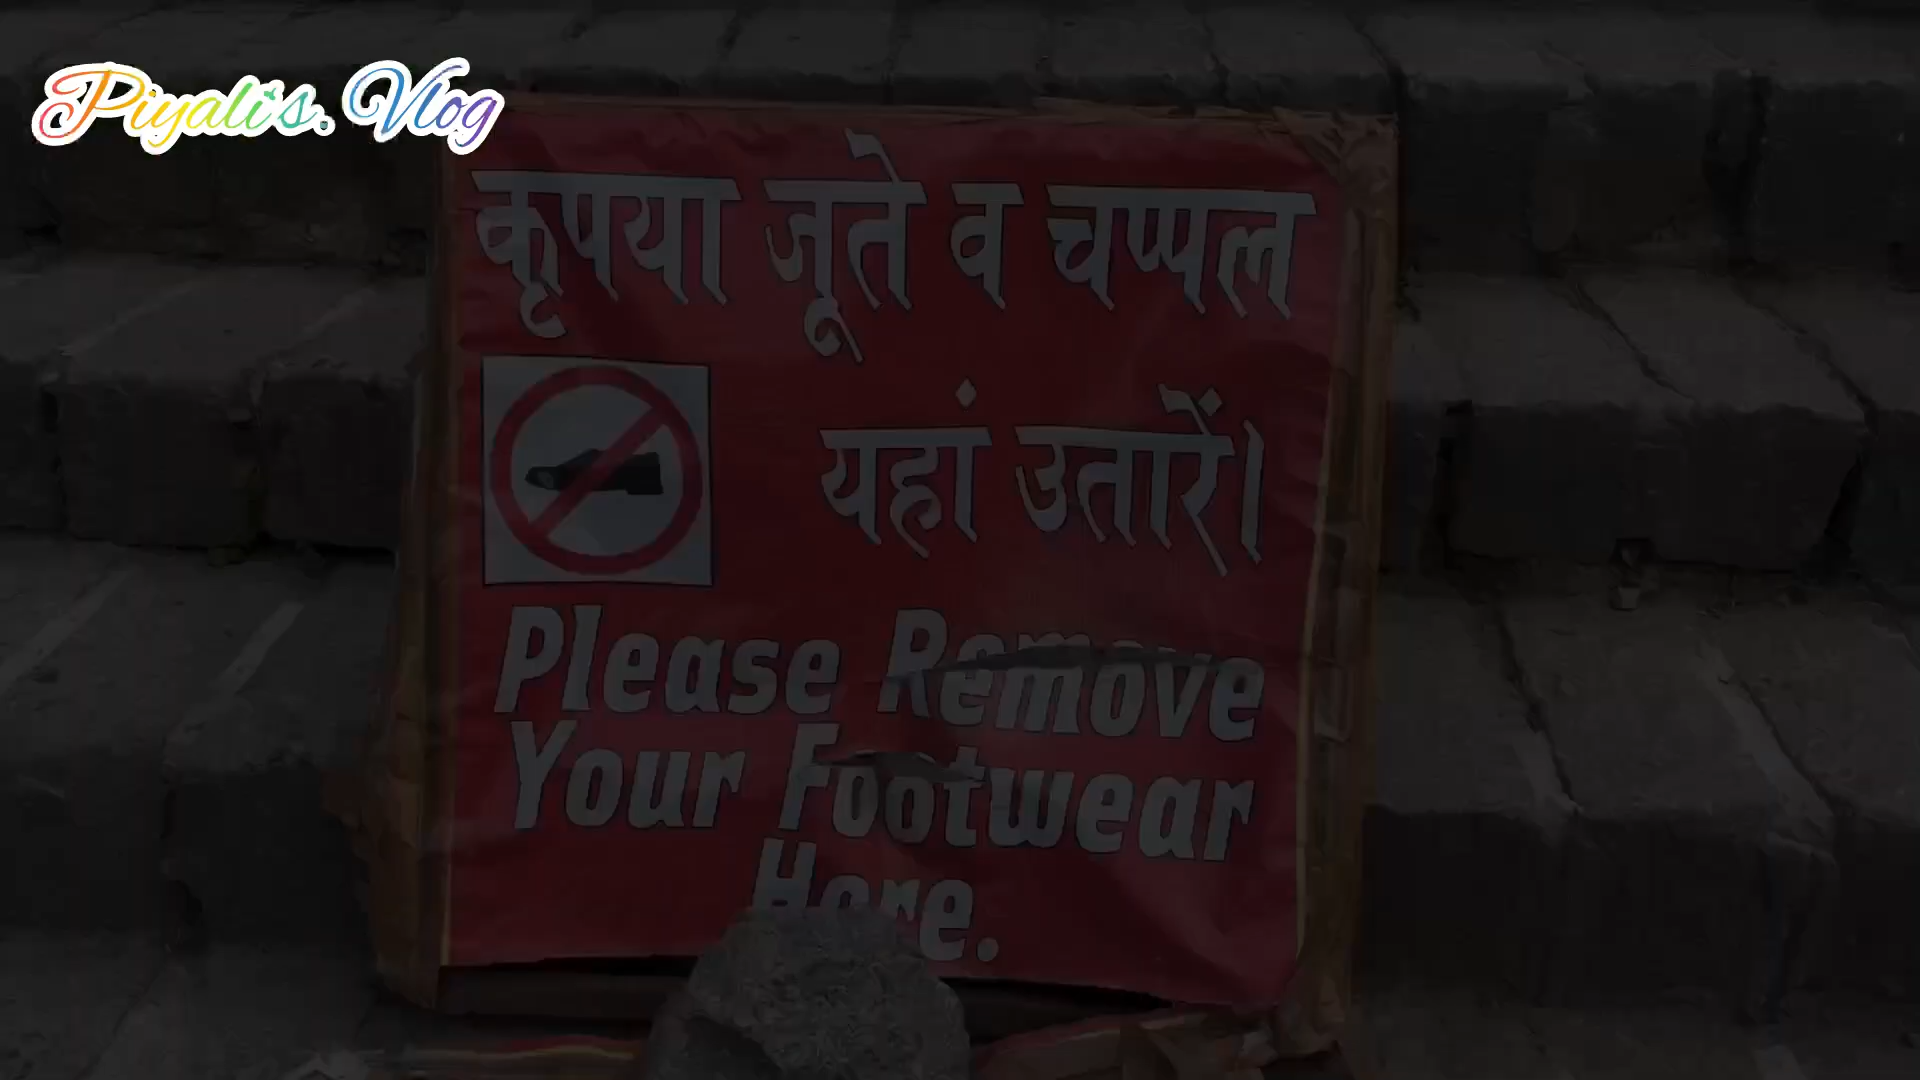 Piyali's. Vlog
कृपया जूते व चप्पल
यहां उतारें।
Please Remove
Your Footwear
Here.